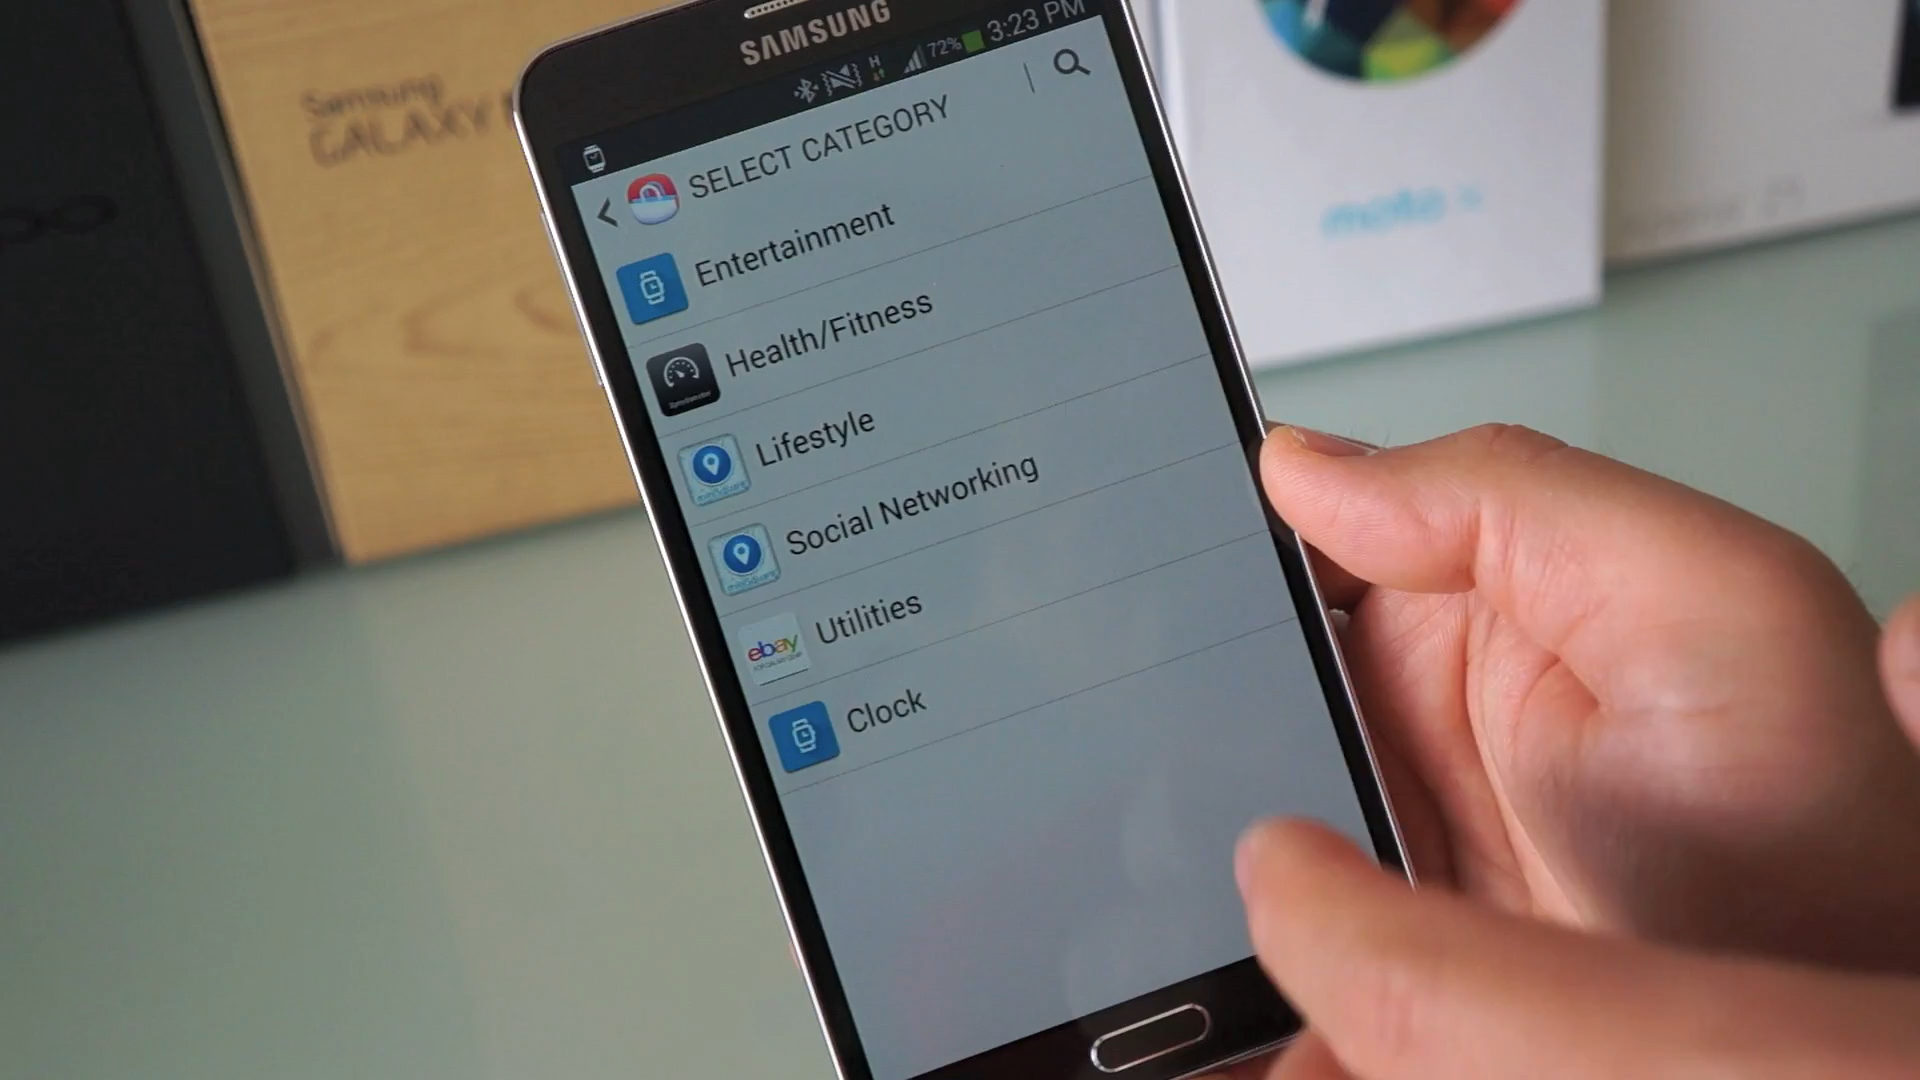 SAMSUNG
72% 3:23 PM
SELECT CATEGORY
Entertainment
Health/Fitness
Lifestyle
Social Networking
ebay
Utilities
Clock
Samsung
GALAXY
moto